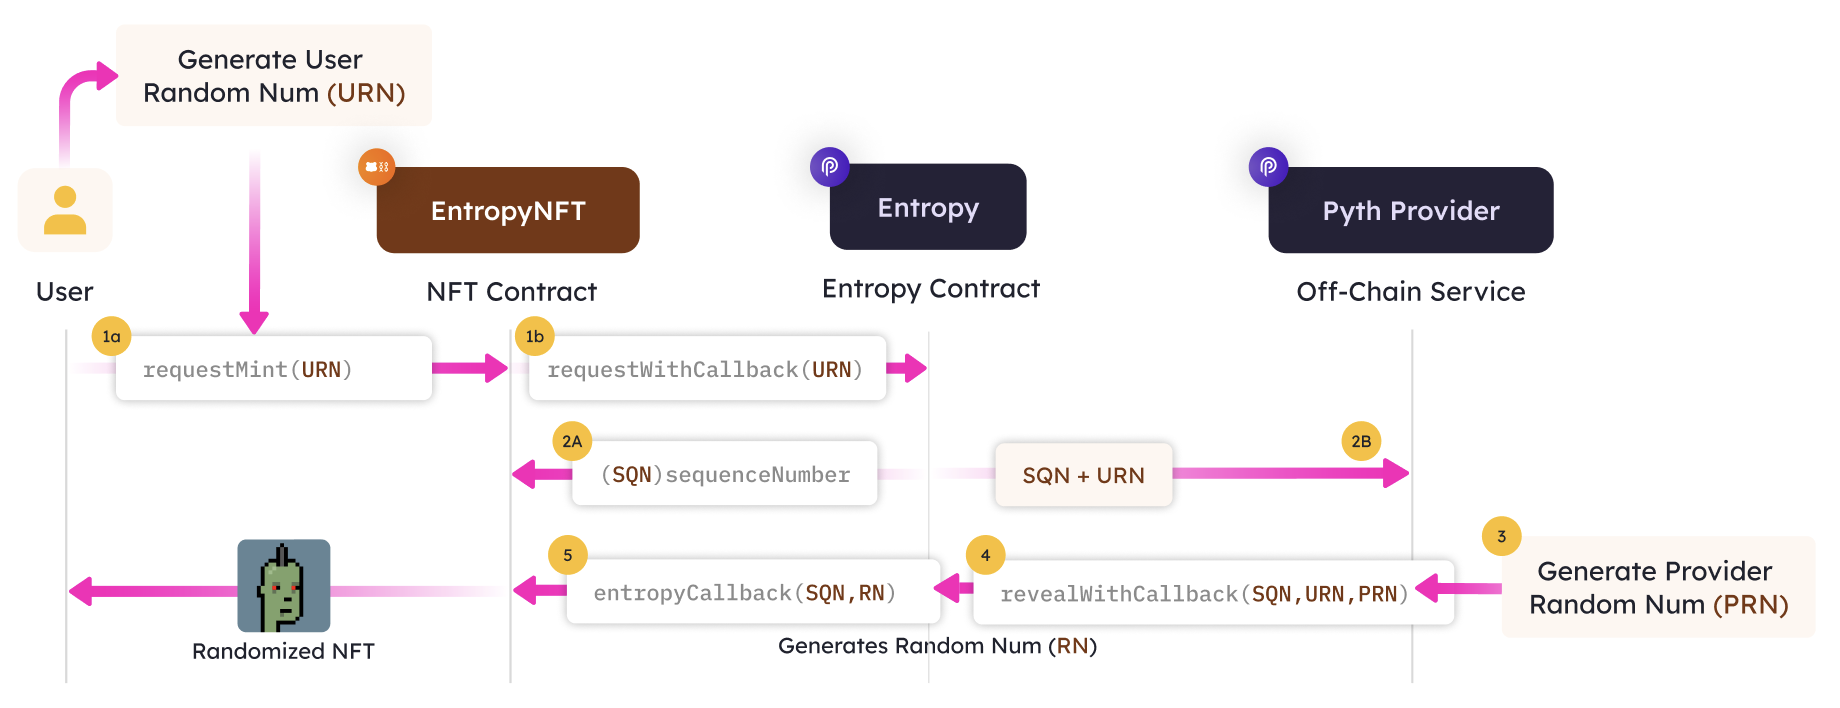 Generate User
Random Num (URN)
EntropyNFT
Entropy
Pyth Provider
User
NFT Contract
Entropy Contract
Off-Chain Service
1a
requestMint(URN)
1b
requestWithCallback(URN)
2A
(SQN)sequenceNumber
SQN + URN
2B
3
Generate Provider
Random Num (PRN)
4
revealWithCallback(SQN,URN,PRN)
5
entropyCallback(SQN,RN)
Generates Random Num (RN)
Randomized NFT